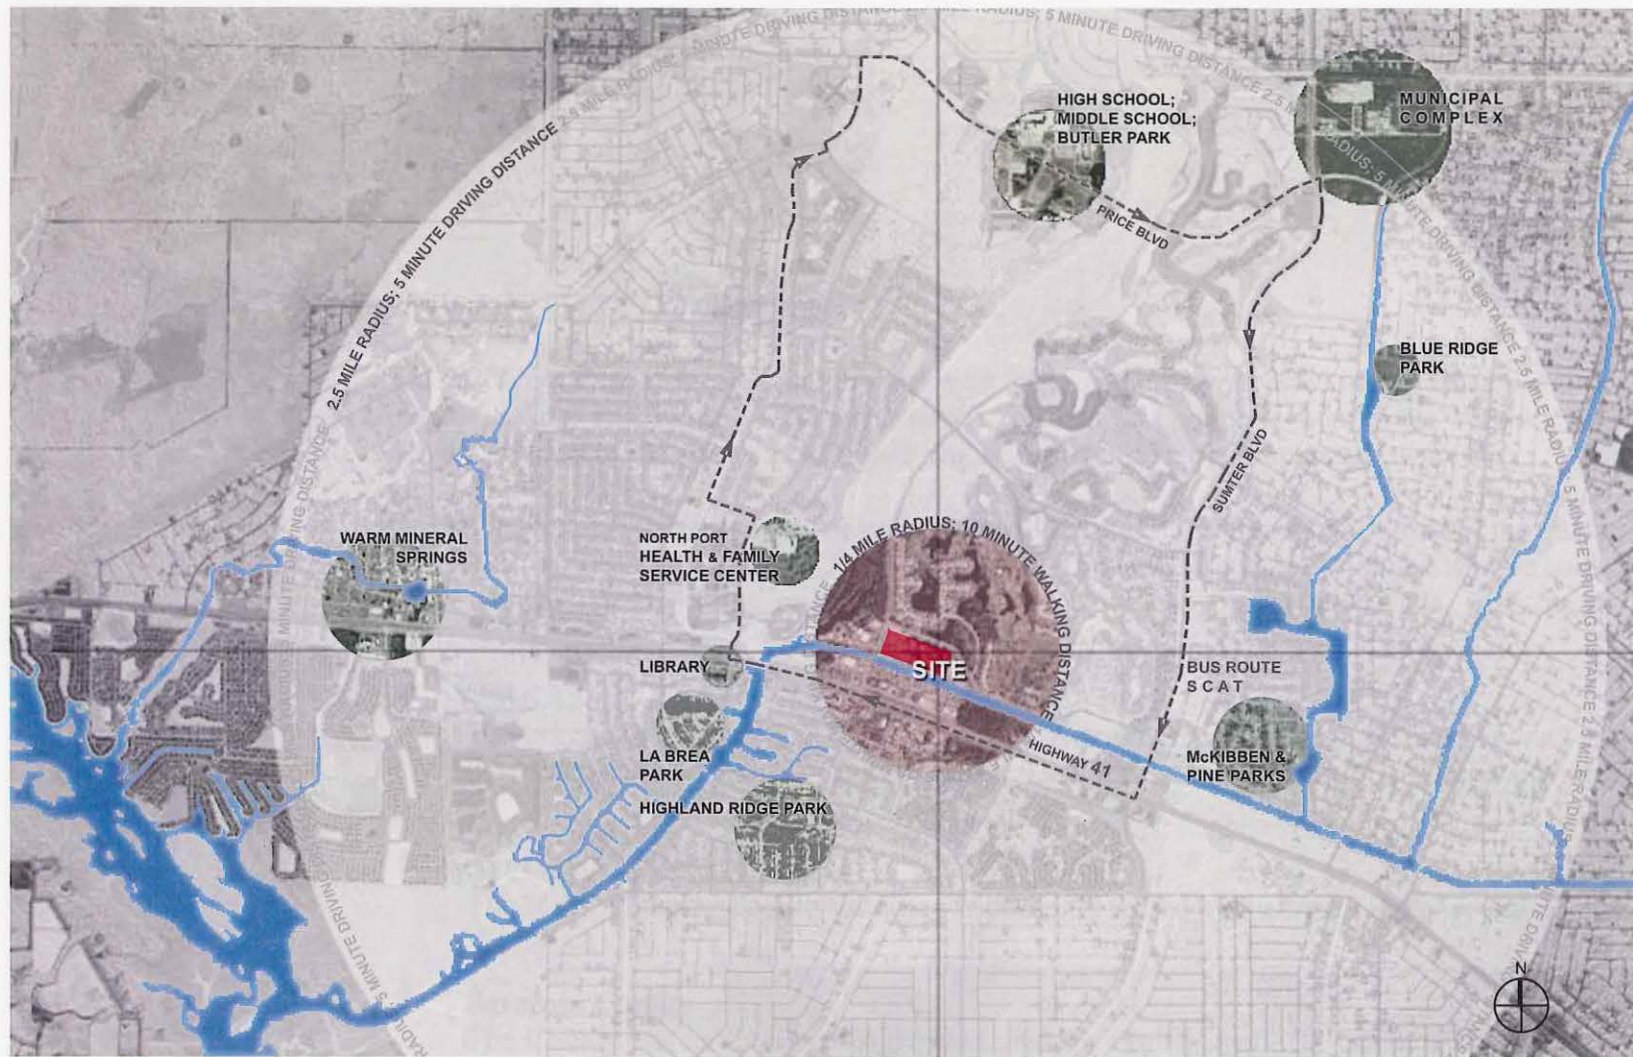 2.5 MILE RADIUS; 5 MINUTE DRIVING DISTANCE
HIGH SCHOOL;
MIDDLE SCHOOL;
BUTLER PARK
MUNICIPAL
COMPLEX
PRICE BLVD
BLUE RIDGE
PARK
SUMTER BLVD
WARM MINERAL
SPRINGS
NORTH PORT
HEALTH & FAMILY
SERVICE CENTER
1/4 MILE RADIUS; 10 MINUTE WALKING DISTANCE
LIBRARY
SITE
BUS ROUTE
SCAT
LA BREA
PARK
HIGHWAY 41
McKIBBEN &
PINE PARKS
HIGHLAND RIDGE PARK
N